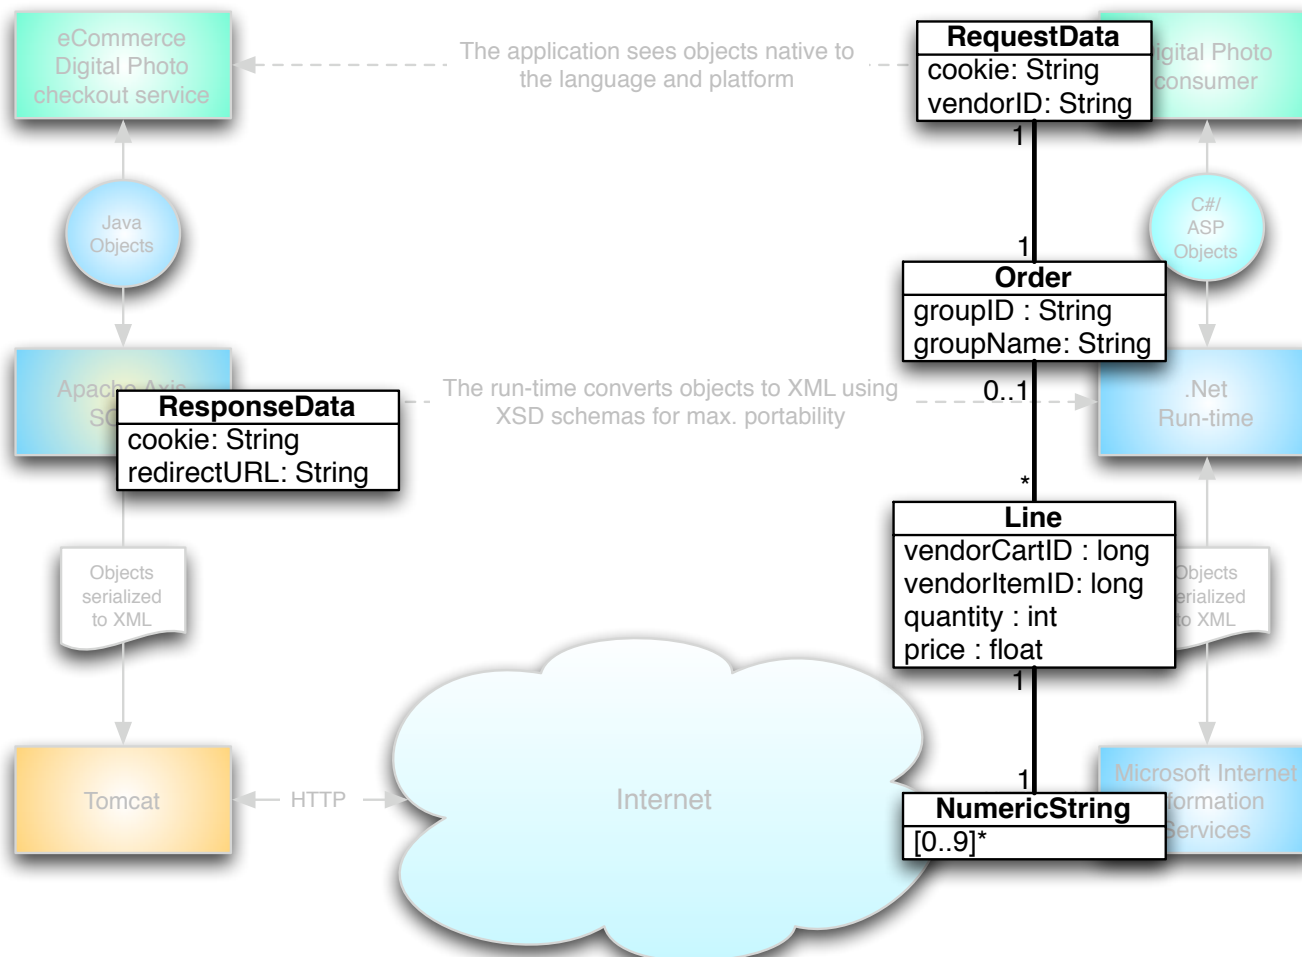 eCommerce
Digital Photo
checkout service
The application sees objects native to
the language and platform
RequestData
cookie: String
vendorID: String
Digital Photo
consumer
1
Java
Objects
C#/
ASP
Objects
1
Order
groupID : String
groupName: String
Apache Axis
ResponseData
cookie: String
redirectURL: String
The run-time converts objects to XML using
XSD schemas for max. portability
0..1
.Net
Run-time
*
Line
vendorCartID : long
vendorItemID: long
quantity : int
price : float
Objects
serialized
to XML
Objects
serialized
to XML
1
Tomcat
HTTP
Internet
1
NumericString
[0..9]*
Microsoft Internet
Information
Services